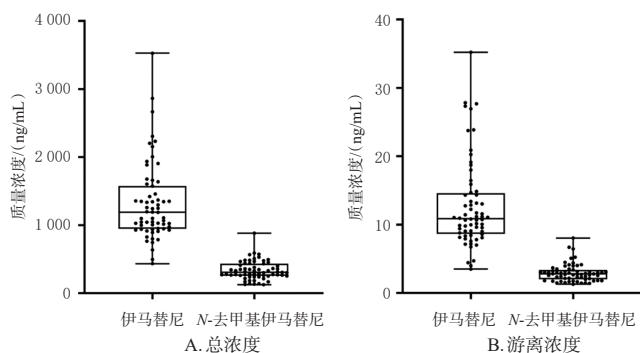 4 000
3 000
2 000
1 000
0
质量浓度/(ng/mL)
伊马替尼 N-去甲基伊马替尼
A.总浓度
40
30
20
10
0
质量浓度/(ng/mL)
伊马替尼 N-去甲基伊马替尼
B.游离浓度